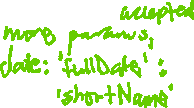 accepted
more params;
date: 'fullDate';
'shortName'